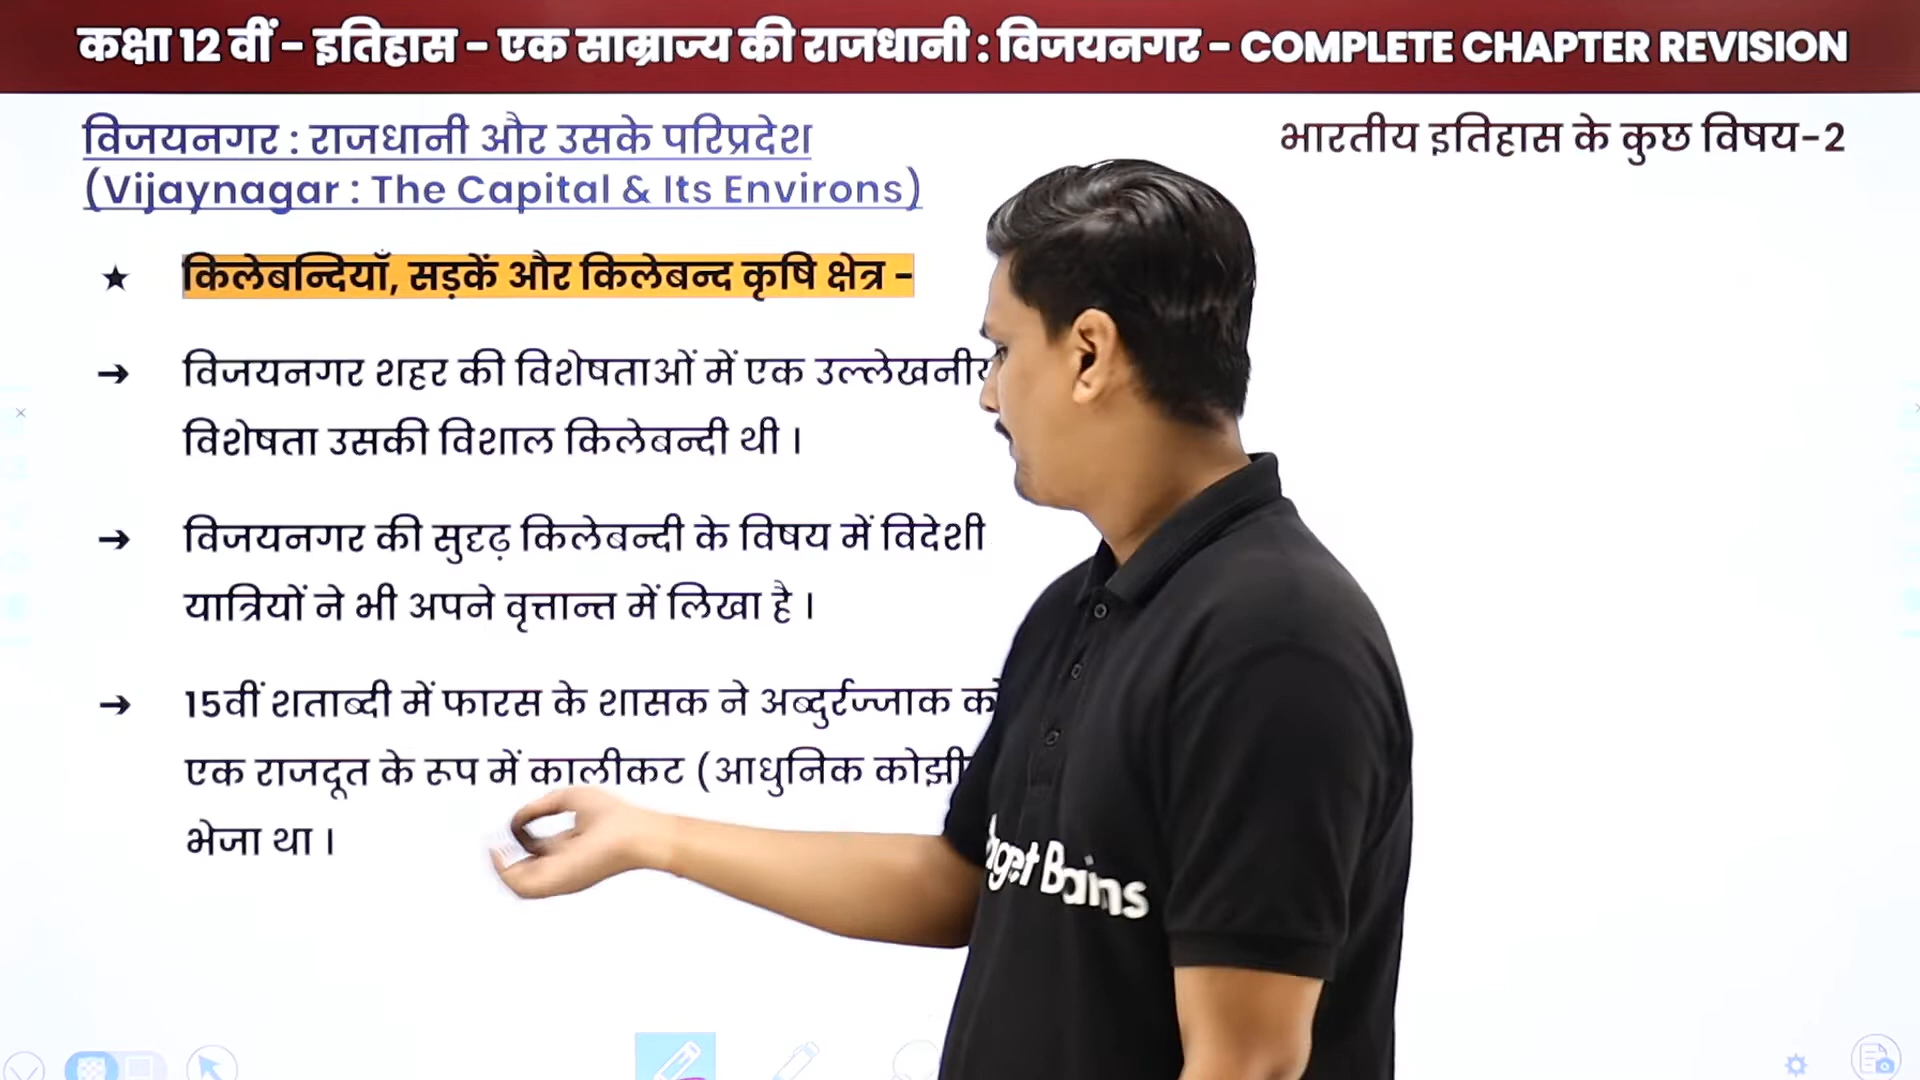 कक्षा 12 वीं - इतिहास - एक साम्राज्य की राजधानी : विजयनगर - COMPLETE CHAPTER REVISION
विजयनगर : राजधानी और उसके परिप्रदेश
(Vijaynagar : The Capital & Its Environs)
भारतीय इतिहास के कुछ विषय-2
★ किलेबन्दियाँ, सड़कें और किलेबन्द कृषि क्षेत्र -
→ विजयनगर शहर की विशेषताओं में एक
विशेषता उसकी विशाल किलेबन्दी थी ।
→ विजयनगर की सुदृढ़ किलेबन्दी के विषय में विदेशी
यात्रियों ने भी अपने वृत्तान्त में लिखा है ।
→ 15वीं शताब्दी में फारस के शासक ने अब्दुर्रज्जाक
एक राजदूत के रूप में कालीकट (आधुनिक
भेजा था ।